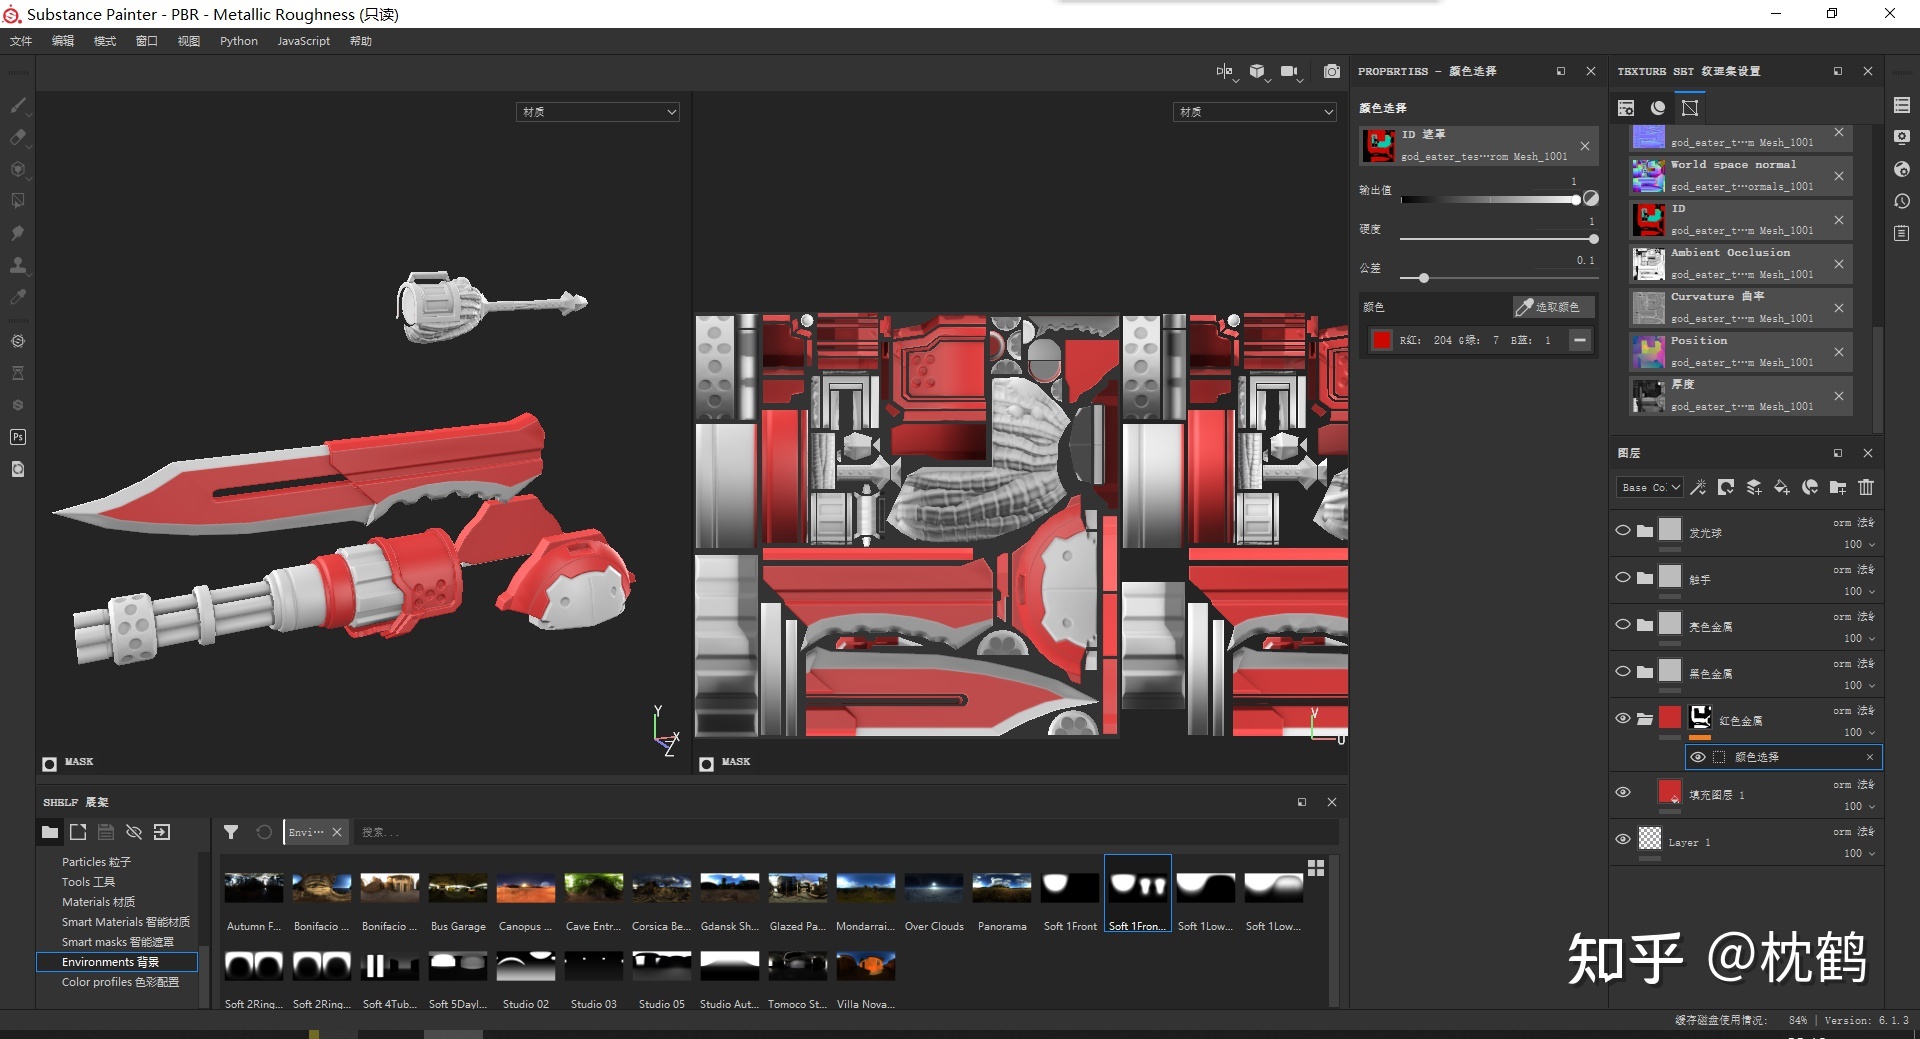 Substance Painter - PBR - Metallic Roughness (只读)
文件 编辑 模式 窗口 视图 Python JavaScript 帮助
材质
材质
MASK
MASK
Y
X
Z
V
U
PROPERTIES - 颜色选择
颜色选择
ID 遮罩
god_eater_tes···rom Mesh_1001
输出值 1
硬度 1
公差 0.1
颜色 选取颜色
R红: 204 G绿: 7 B蓝: 1
TEXTURE SET 纹理集设置
god_eater_t···m Mesh_1001
World space normal
god_eater_t···ormals_1001
ID
god_eater_t···m Mesh_1001
Ambient Occlusion
god_eater_t···m Mesh_1001
Curvature 曲率
god_eater_t···m Mesh_1001
Position
god_eater_t···m Mesh_1001
厚度
god_eater_t···m Mesh_1001
图层
Base Co
发光球 orm 法线 100
触手 orm 法线 100
亮色金属 orm 法线 100
黑色金属 orm 法线 100
红色金属 orm 法线 100
颜色选择
填充图层 1 orm 法线 100
Layer 1 orm 法线 100
SHELF 展架
Envi··· 搜索...
Particles 粒子
Tools 工具
Materials 材质
Smart Materials 智能材质
Smart masks 智能遮罩
Environments 背景
Color profiles 色彩配置
Autumn F... Bonifacio ... Bonifacio ... Bus Garage Canopus ... Cave Entr... Corsica Be... Gdansk Sh... Glazed Pa... Mondarrai... Over Clouds Panorama Soft 1Front Soft 1Fron... Soft 1Low... Soft 1Low...
Soft 2Ring... Soft 2Ring... Soft 4Tub... Soft 5Dayl... Studio 02 Studio 03 Studio 05 Studio Aut... Tomoco St... Villa Nova...
Ps
知乎 @枕鹤
缓存磁盘使用情况: 84% | Version: 6.1.3